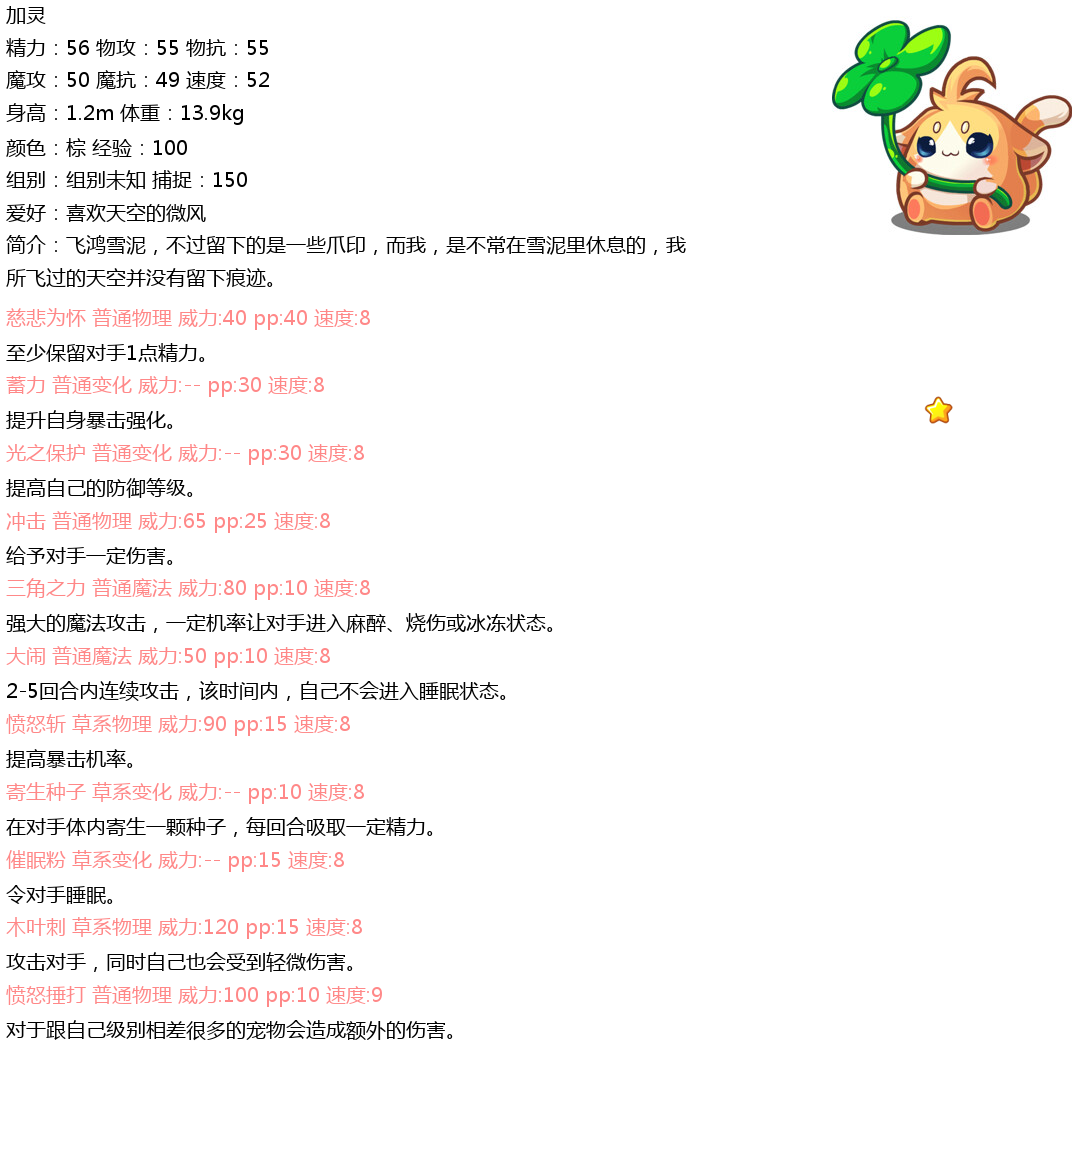 加灵
精力：56 物攻：55 物抗：55
魔攻：50 魔抗：49 速度：52
身高：1.2m 体重：13.9kg
颜色：棕 经验：100
组别：组别未知 捕捉：150
爱好：喜欢天空的微风
简介：飞鸿雪泥，不过留下的是一些爪印，而我，是不常在雪泥里休息的，我
所飞过的天空并没有留下痕迹。
慈悲为怀 普通物理 威力:40 pp:40 速度:8
至少保留对手1点精力。
蓄力 普通变化 威力:-- pp:30 速度:8
提升自身暴击强化。
光之保护 普通变化 威力:-- pp:30 速度:8
提高自己的防御等级。
冲击 普通物理 威力:65 pp:25 速度:8
给予对手一定伤害。
三角之力 普通魔法 威力:80 pp:10 速度:8
强大的魔法攻击，一定机率让对手进入麻醉、烧伤或冰冻状态。
大闹 普通魔法 威力:50 pp:10 速度:8
2-5回合内连续攻击，该时间内，自己不会进入睡眠状态。
愤怒斩 草系物理 威力:90 pp:15 速度:8
提高暴击机率。
寄生种子 草系变化 威力:-- pp:10 速度:8
在对手体内寄生一颗种子，每回合吸取一定精力。
催眠粉 草系变化 威力:-- pp:15 速度:8
令对手睡眠。
木叶刺 草系物理 威力:120 pp:15 速度:8
攻击对手，同时自己也会受到轻微伤害。
愤怒捶打 普通物理 威力:100 pp:10 速度:9
对于跟自己级别相差很多的宠物会造成额外的伤害。